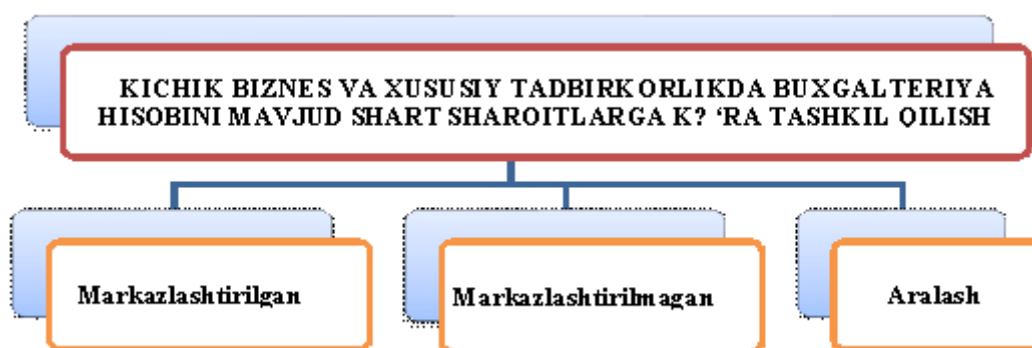 KICHIK BIZNES VA XUSUSIY TADBIRKORLIKDA BUXGALTERIYA
HISOBINI MAVJUD SHART SHAROITLARGA K? ‘RA TASHKIL QILISH
Markazlashtirilgan
Markazlashtirilmagan
Aralash